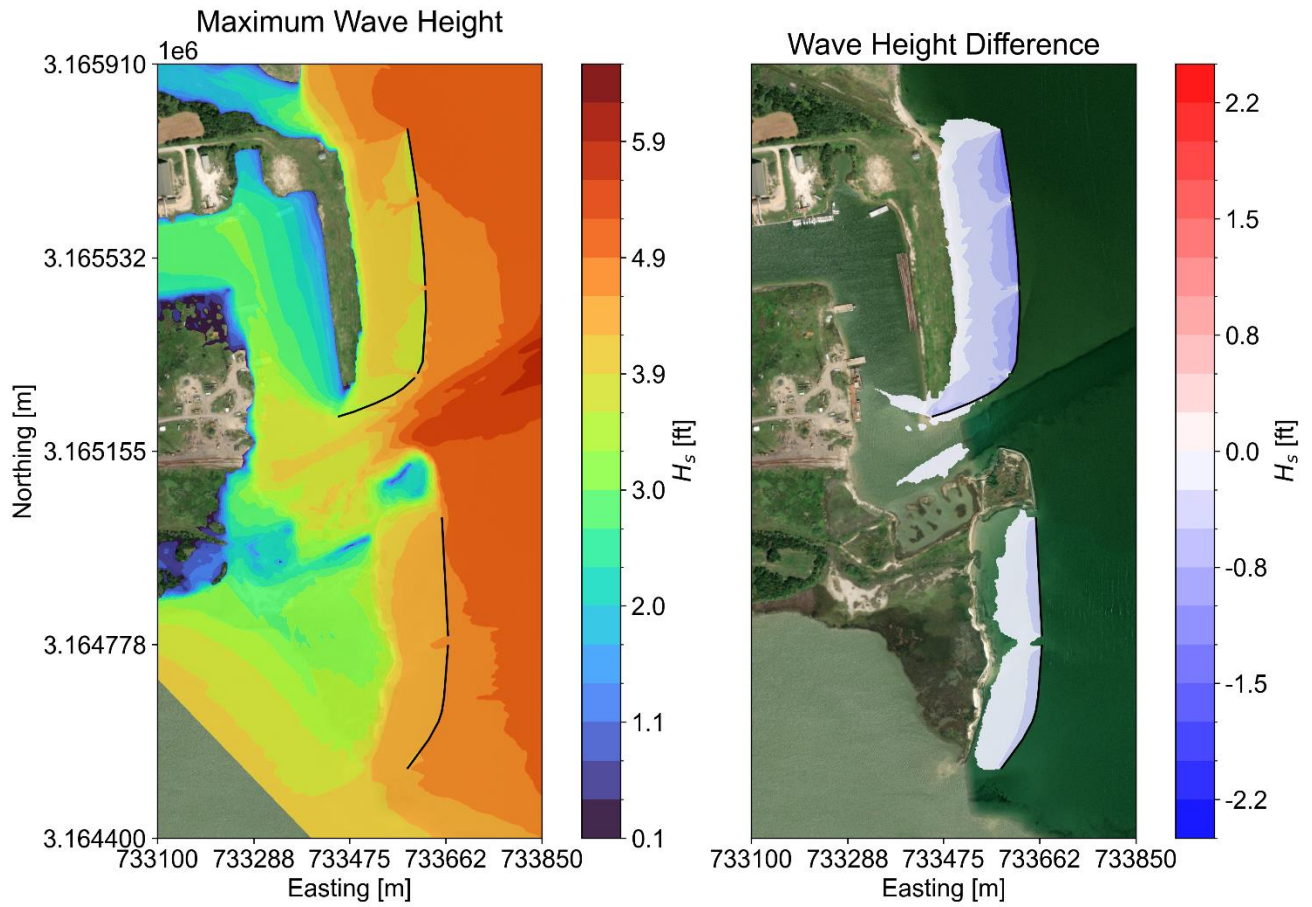 Maximum Wave Height
1e6
3.165910
3.165532
3.165155
3.164778
3.164400
Northing [m]
733100 733288 733475 733662 733850
Easting [m]
5.9
4.9
3.9
3.0
2.0
1.1
0.1
H_s [ft]
Wave Height Difference
733100 733288 733475 733662 733850
Easting [m]
2.2
1.5
0.8
0.0
-0.8
-1.5
-2.2
H_s [ft]